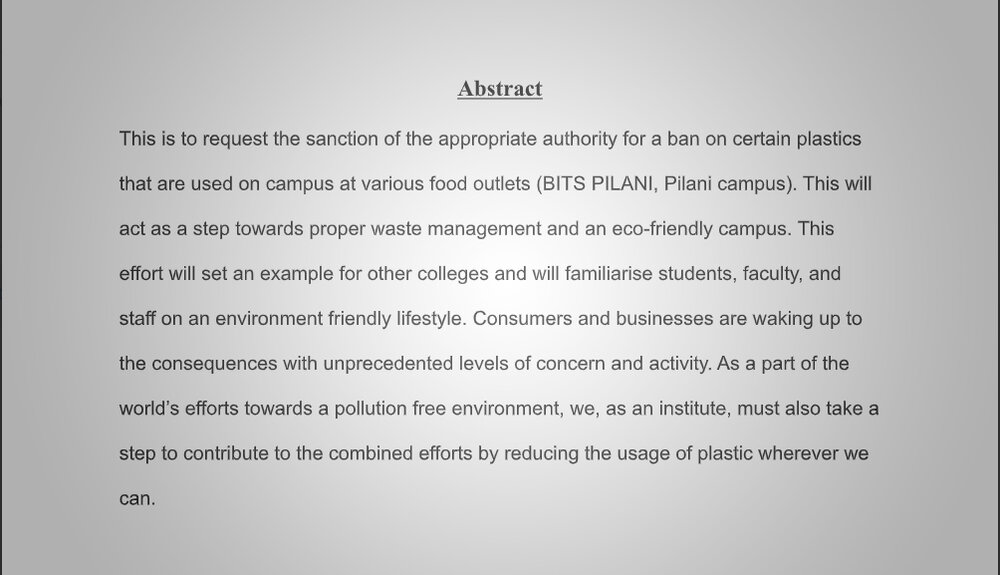 Abstract
This is to request the sanction of the appropriate authority for a ban on certain plastics
that are used on campus at various food outlets (BITS PILANI, Pilani campus). This will
act as a step towards proper waste management and an eco-friendly campus. This
effort will set an example for other colleges and will familiarise students, faculty, and
staff on an environment friendly lifestyle. Consumers and businesses are waking up to
the consequences with unprecedented levels of concern and activity. As a part of the
world’s efforts towards a pollution free environment, we, as an institute, must also take a
step to contribute to the combined efforts by reducing the usage of plastic wherever we
can.